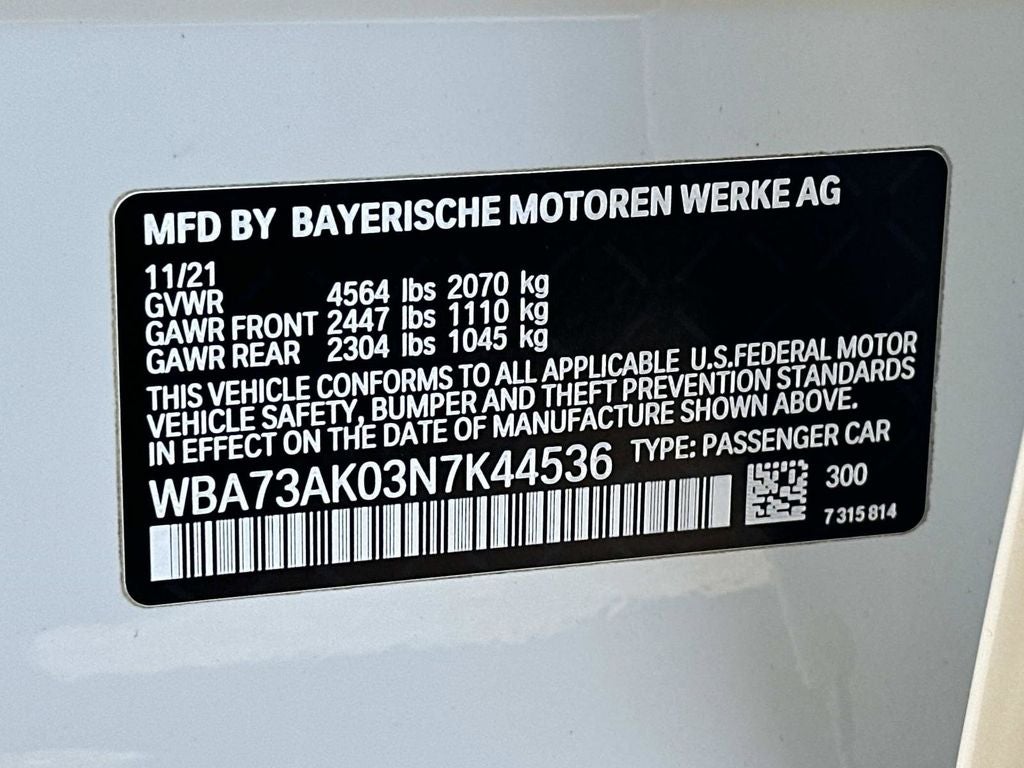 MFD BY BAYERISCHE MOTOREN WERKE AG
11/21
GVWR 4564 lbs 2070 kg
GAWR FRONT 2447 lbs 1110 kg
GAWR REAR 2304 lbs 1045 kg
THIS VEHICLE CONFORMS TO ALL APPLICABLE U.S.FEDERAL MOTOR
VEHICLE SAFETY, BUMPER AND THEFT PREVENTION STANDARDS
IN EFFECT ON THE DATE OF MANUFACTURE SHOWN ABOVE.
WBA73AK03N7K44536 TYPE: PASSENGER CAR
300
7 315 814